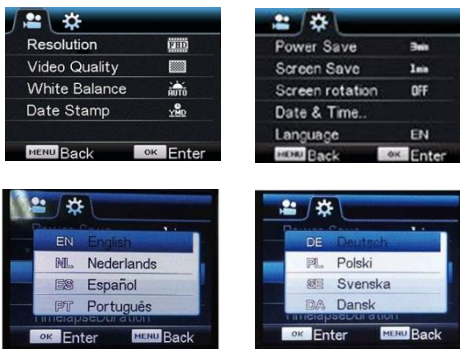 Resolution FHD
Video Quality
White Balance AUTO
Date Stamp YMD
MENU Back OK Enter
Power Save 3min
Screen Save 1min
Screen rotation OFF
Date & Time..
Language EN
MENU Back OK Enter
EN English
NL Nederlands
ES Español
PT Português
TimelapseDuration
OK Enter MENU Back
DE Deutsch
PL Polski
SE Svenska
DA Dansk
TimelapseDuration
OK Enter MENU Back